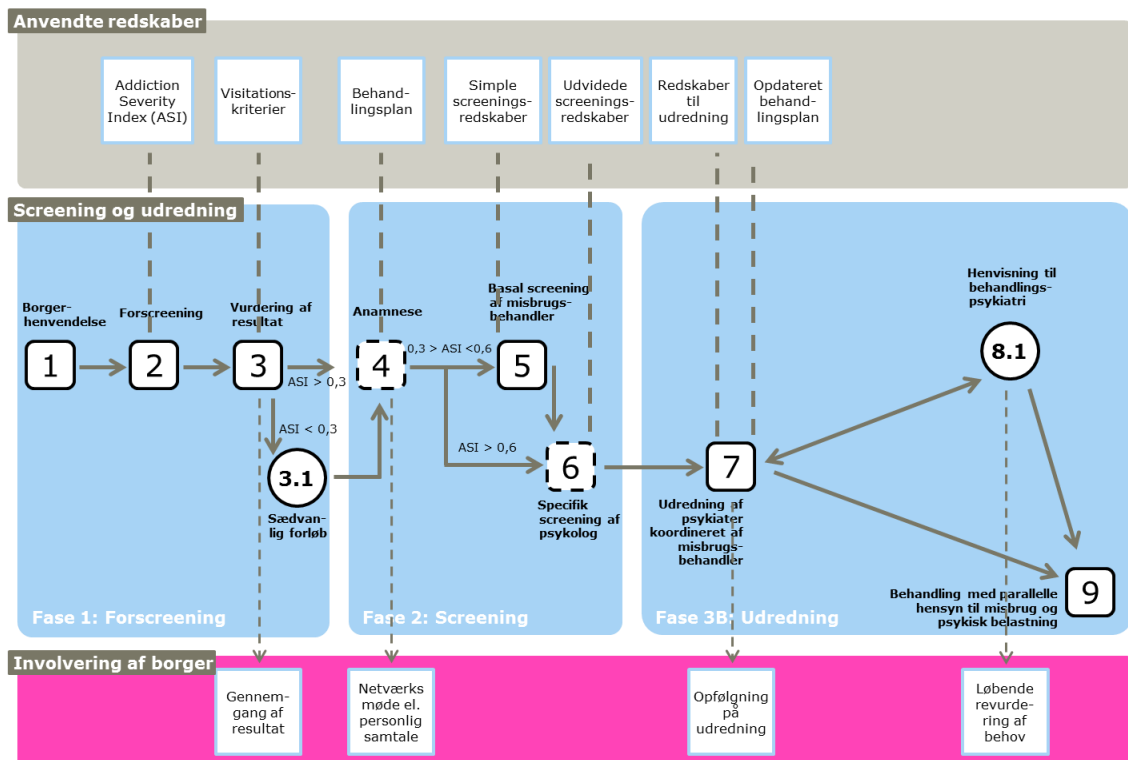 Anvendte redskaber
Addiction
Severity
Index (ASI)
Visitations-
kriterier
Behand-
lingsplan
Simple
screenings-
redskaber
Udvidede
screenings-
redskaber
Redskaber
til
udredning
Opdateret
behand-
lingsplan
Screening og udredning
Borger-
henvendelse
1
Forscreening
2
Vurdering af
resultat
3
ASI > 0,3
ASI < 0,3
3.1
Sædvan-
lig forløb
Fase 1: Forscreening
Anamnese
4
0,3 > ASI <0,6
Basal screening
af misbrugs-
behandler
5
ASI > 0,6
6
Specifik
screening af
psykolog
Fase 2: Screening
7
Udredning af
psykiater
koordineret af
misbrugs-
behandler
Henvisning til
behandlings-
psykiatri
8.1
9
Behandling med parallelle
hensyn til misbrug og
psykisk belastning
Fase 3B: Udredning
Involvering af borger
Gennem-
gang af
resultat
Netværks
møde el.
personlig
samtale
Opfølgning
på
udredning
Løbende
revurde-
ring af
behov